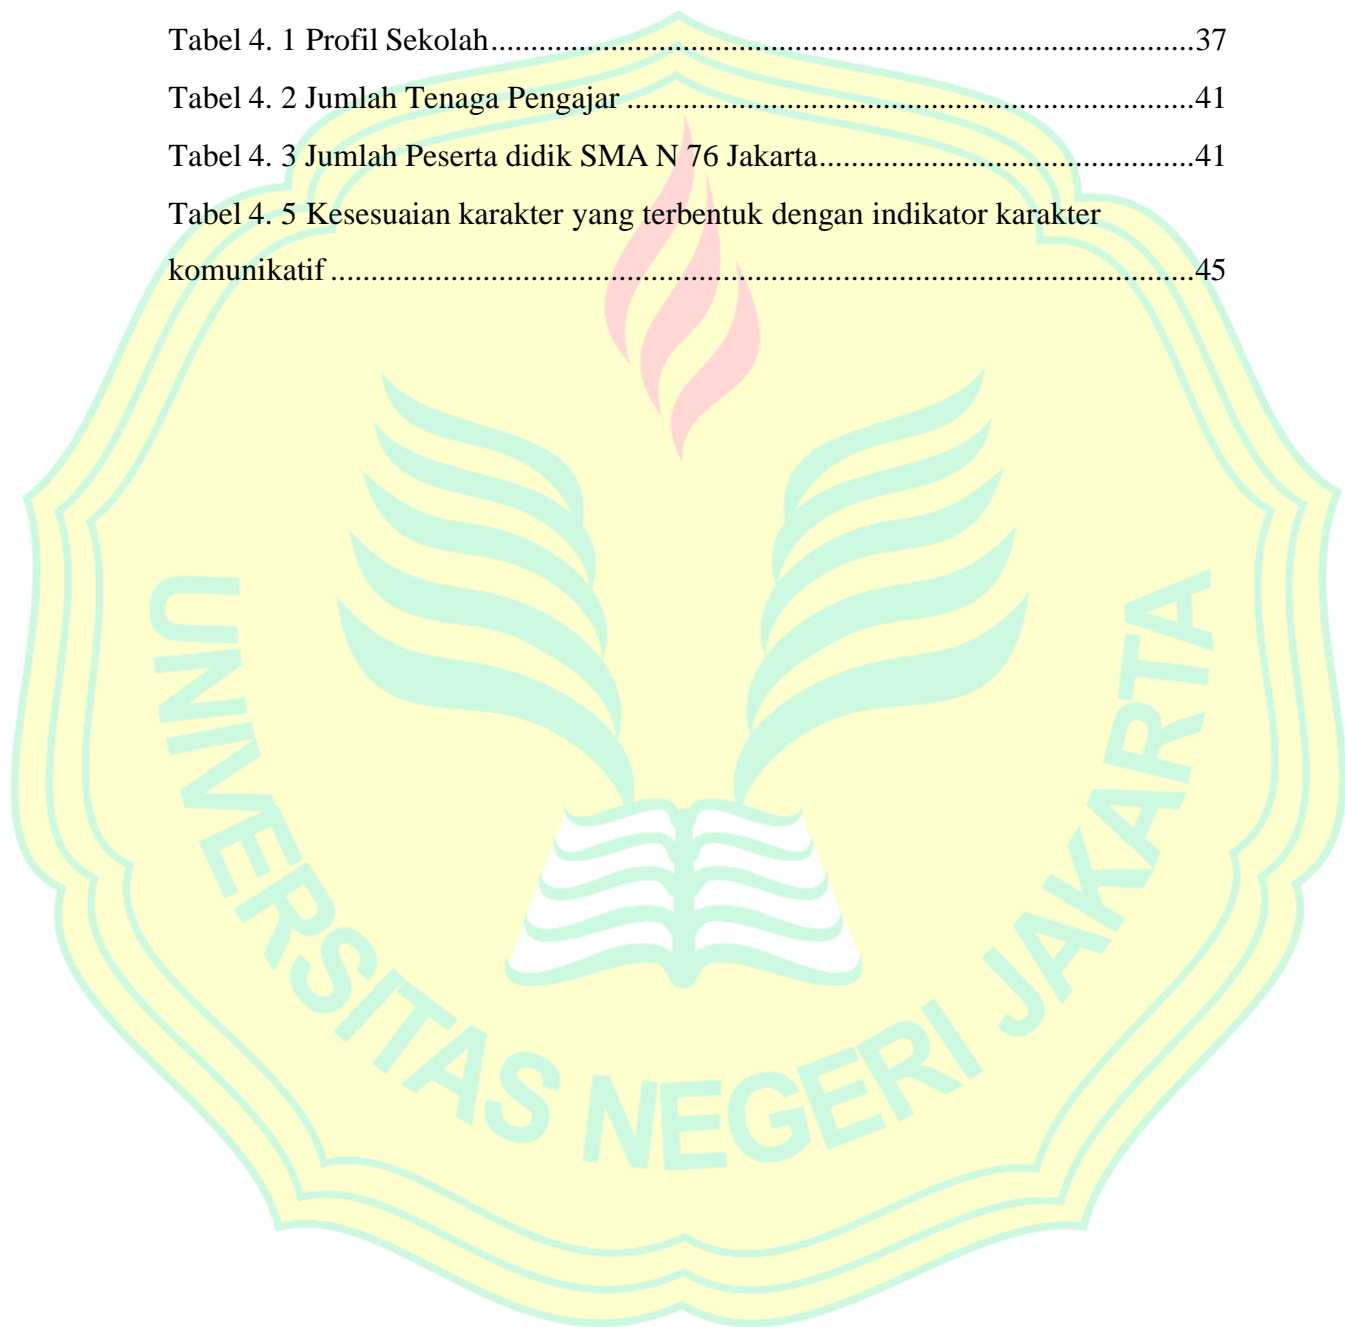 Tabel 4. 1 Profil Sekolah.........................................................................................37
Tabel 4. 2 Jumlah Tenaga Pengajar ........................................................................41
Tabel 4. 3 Jumlah Peserta didik SMA N 76 Jakarta................................................41
Tabel 4. 5 Kesesuaian karakter yang terbentuk dengan indikator karakter
komunikatif .............................................................................................................45
UNIVERSITAS NEGERI JAKARTA